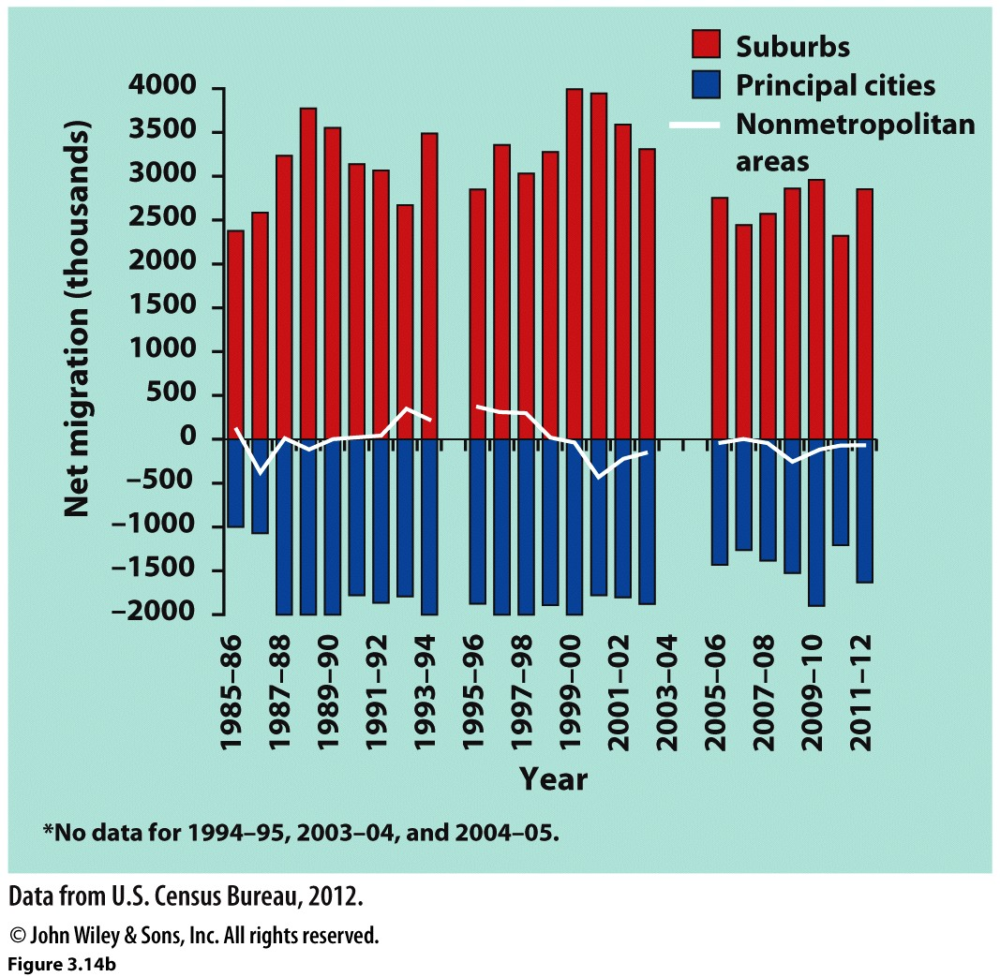 Suburbs
Principal cities
Nonmetropolitan
areas
Net migration (thousands)
4000
3500
3000
2500
2000
1500
1000
500
0
–500
–1000
–1500
–2000
1985–86
1987–88
1989–90
1991–92
1993–94
1995–96
1997–98
1999–00
2001–02
2003–04
2005–06
2007–08
2009–10
2011–12
Year
*No data for 1994–95, 2003–04, and 2004–05.
Data from U.S. Census Bureau, 2012.
© John Wiley & Sons, Inc. All rights reserved.
Figure 3.14b